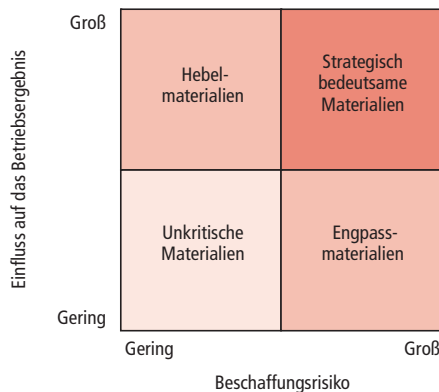 Einfluss auf das Betriebsergebnis
Groß
Hebel-
materialien
Strategisch
bedeutsame
Materialien
Unkritische
Materialien
Engpass-
materialien
Gering
Gering
Groß
Beschaffungsrisiko